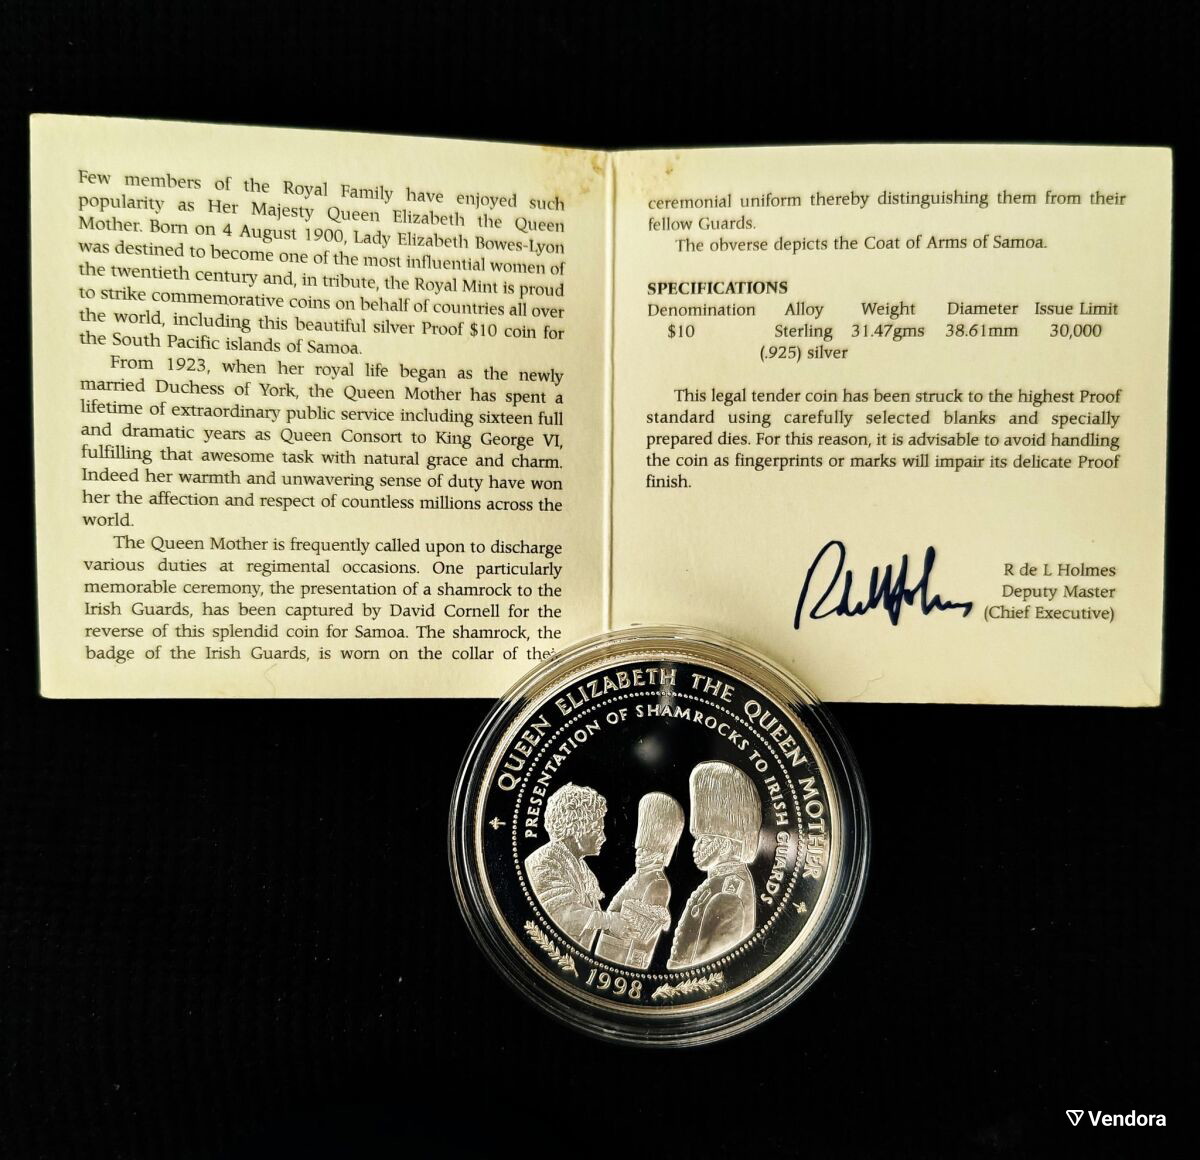 Few members of the Royal Family have enjoyed such
popularity as Her Majesty Queen Elizabeth the Queen
Mother. Born on 4 August 1900, Lady Elizabeth Bowes-Lyon
was destined to become one of the most influential women of
the twentieth century and, in tribute, the Royal Mint is proud
to strike commemorative coins on behalf of countries all over
the world, including this beautiful silver Proof $10 coin for
the South Pacific islands of Samoa.
From 1923, when her royal life began as the newly
married Duchess of York, the Queen Mother has spent a
lifetime of extraordinary public service including sixteen full
and dramatic years as Queen Consort to King George VI,
fulfilling that awesome task with natural grace and charm.
Indeed her warmth and unwavering sense of duty have won
her the affection and respect of countless millions across the
world.
The Queen Mother is frequently called upon to discharge
various duties at regimental occasions. One particularly
memorable ceremony, the presentation of a shamrock to the
Irish Guards, has been captured by David Cornell for the
reverse of this splendid coin for Samoa. The shamrock, the
badge of the Irish Guards, is worn on the collar of their
ceremonial uniform thereby distinguishing them from their
fellow Guards.
The obverse depicts the Coat of Arms of Samoa.
SPECIFICATIONS
Denomination Alloy Weight Diameter Issue Limit
$10 Sterling 31.47gms 38.61mm 30,000
(.925) silver
This legal tender coin has been struck to the highest Proof
standard using carefully selected blanks and specially
prepared dies. For this reason, it is advisable to avoid handling
the coin as fingerprints or marks will impair its delicate Proof
finish.
R de L Holmes
R de L Holmes
Deputy Master
(Chief Executive)
QUEEN ELIZABETH THE QUEEN MOTHER
PRESENTATION OF SHAMROCKS TO IRISH GUARDS
1998
Vendora